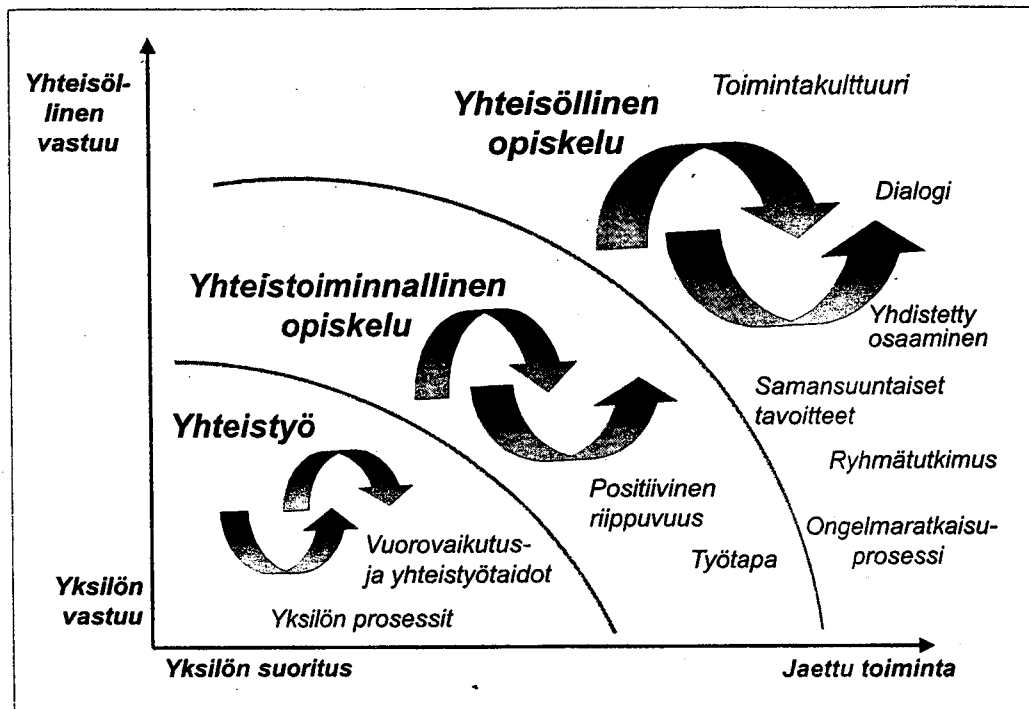 Yhteisöl-
linen
vastuu
Yhteisöllinen
opiskelu
Toimintakulttuuri
Dialogi
Yhdistetty
osaaminen
Yhteistoiminnallinen
opiskelu
Samansuuntaiset
tavoitteet
Ryhmätutkimus
Ongelmaratkaisu-
prosessi
Positiivinen
riippuvuus
Työtapa
Yhteistyö
Vuorovaikutus-
ja yhteistyötaidot
Yksilön prosessit
Yksilön
vastuu
Yksilön suoritus
Jaettu toiminta